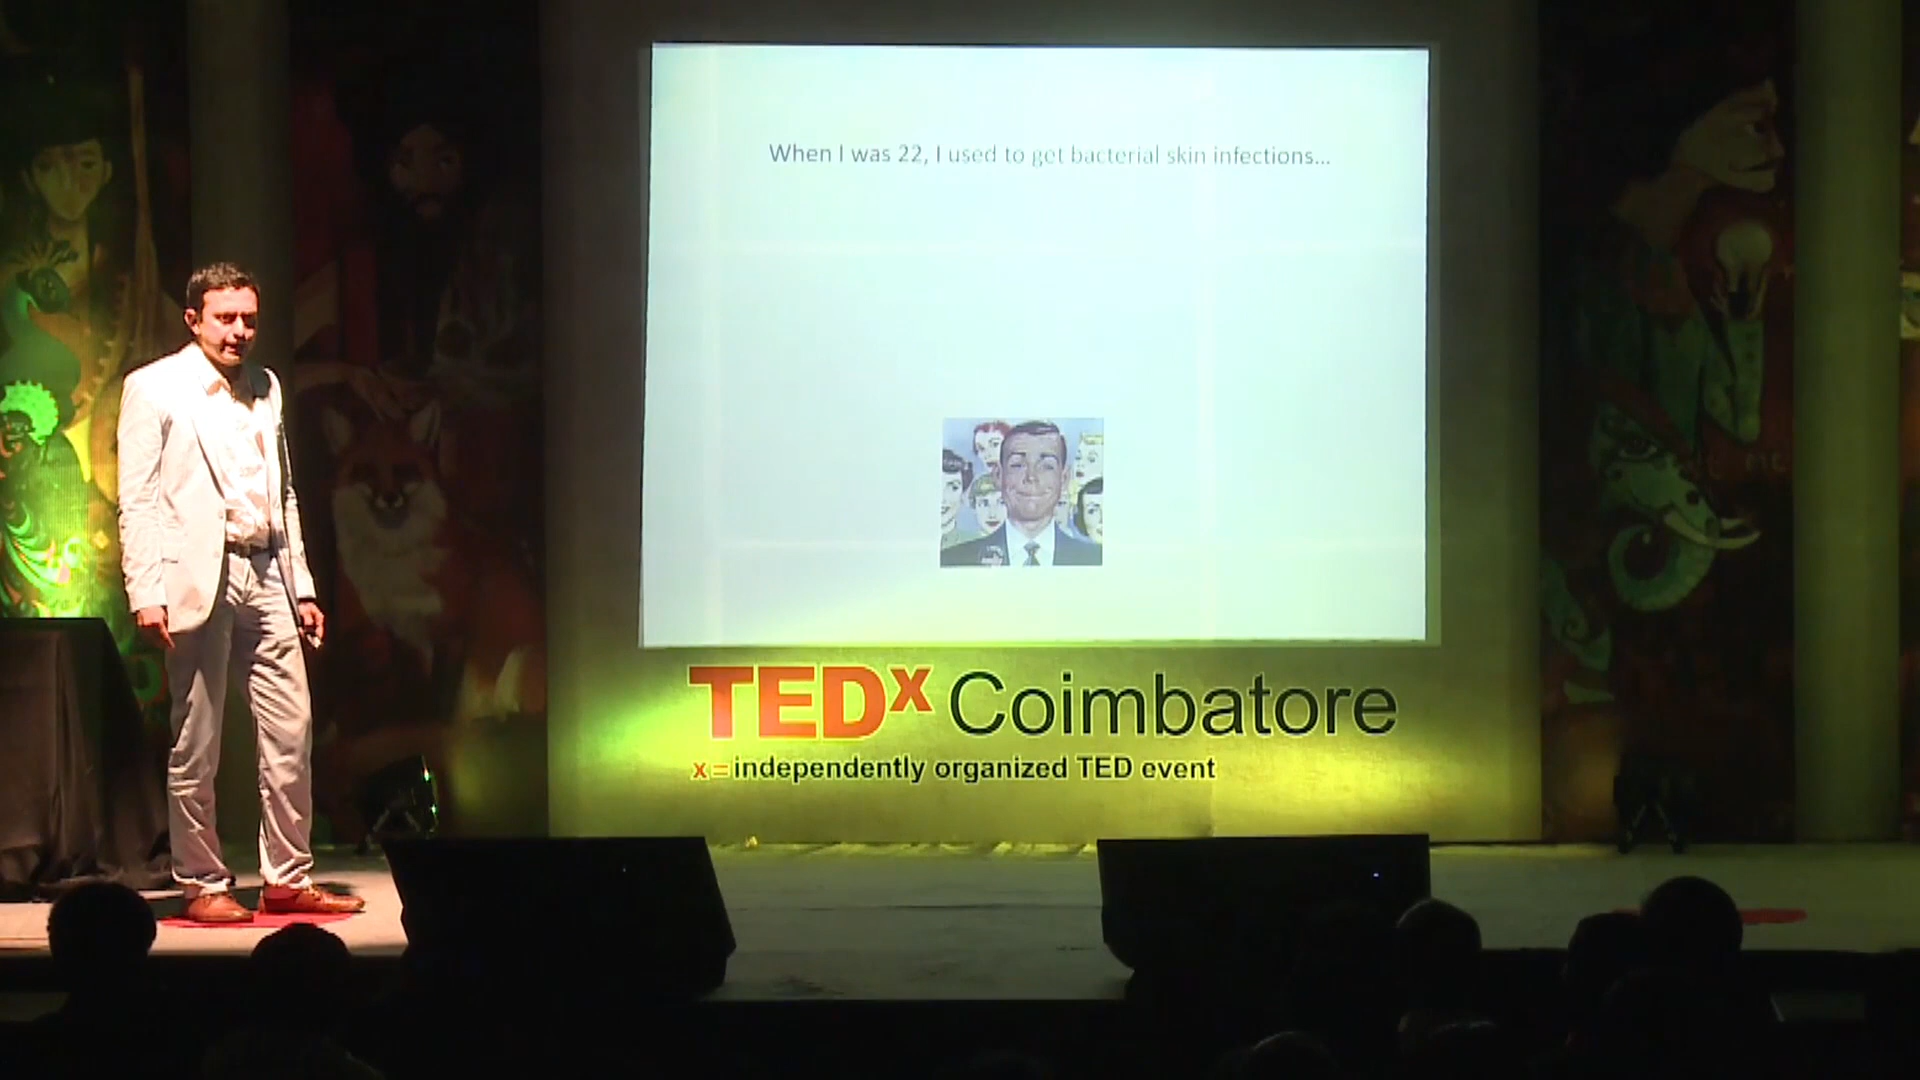 When I was 22, I used to get bacterial skin infections...
TEDx Coimbatore
x = independently organized TED event